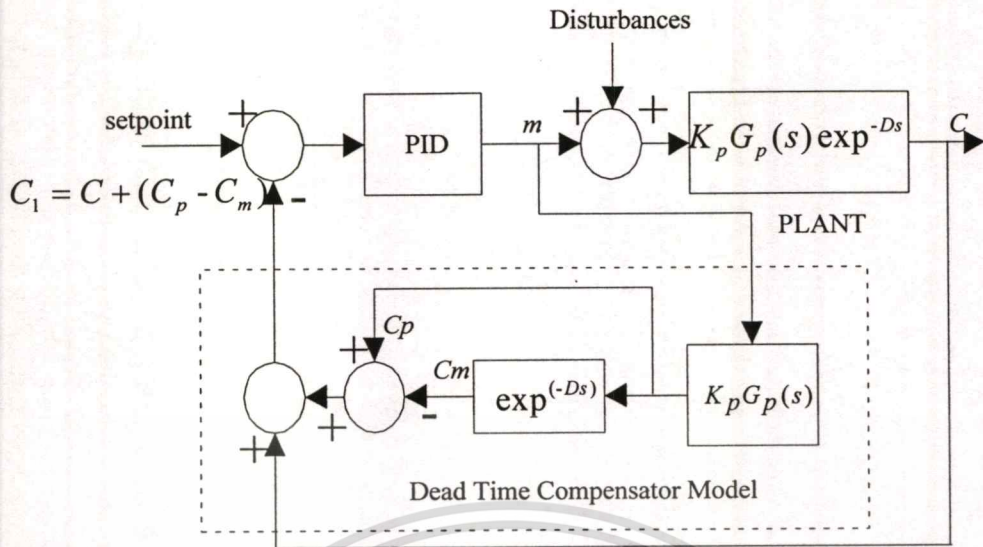 Disturbances
setpoint
+
PID
m
+
+
K_p G_p(s) exp^{-Ds}
C
C_1 = C + (C_p - C_m)
-
PLANT
Cp
+
Cm
-
+
exp^{(-Ds)}
K_p G_p(s)
+
Dead Time Compensator Model